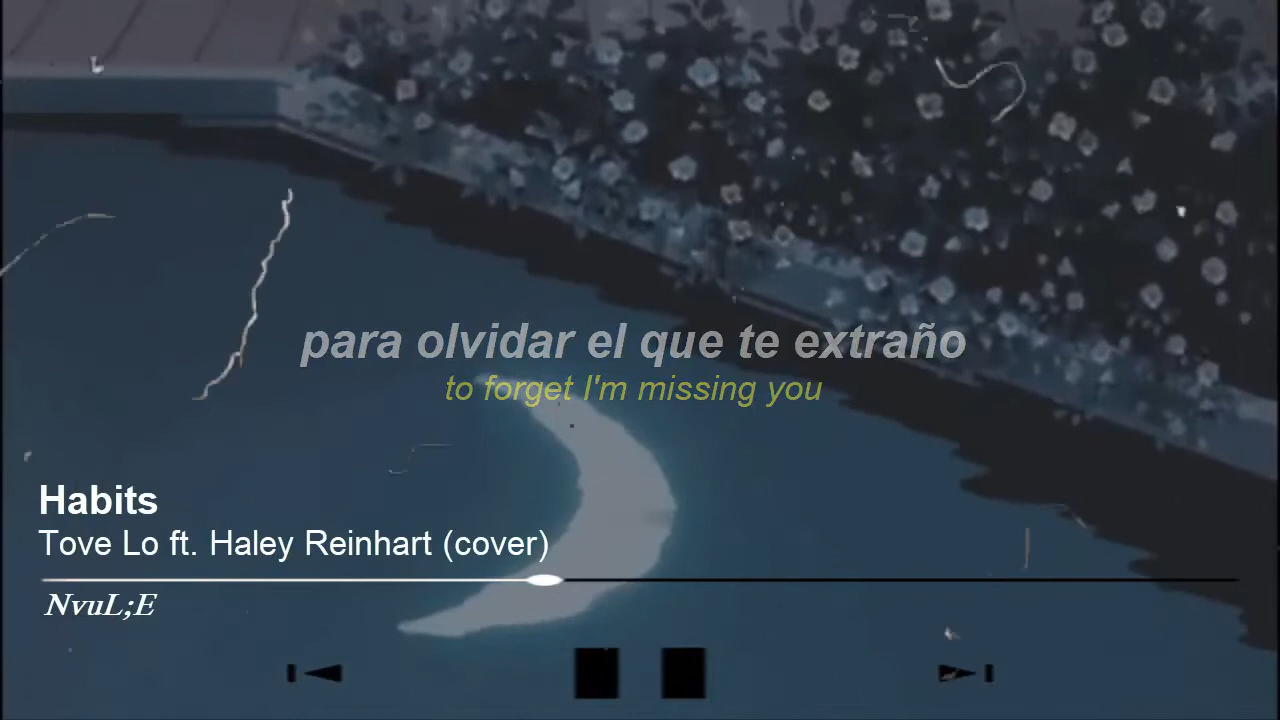 para olvidar el que te extraño
to forget I'm missing you
Habits
Tove Lo ft. Haley Reinhart (cover)
NvuL;E